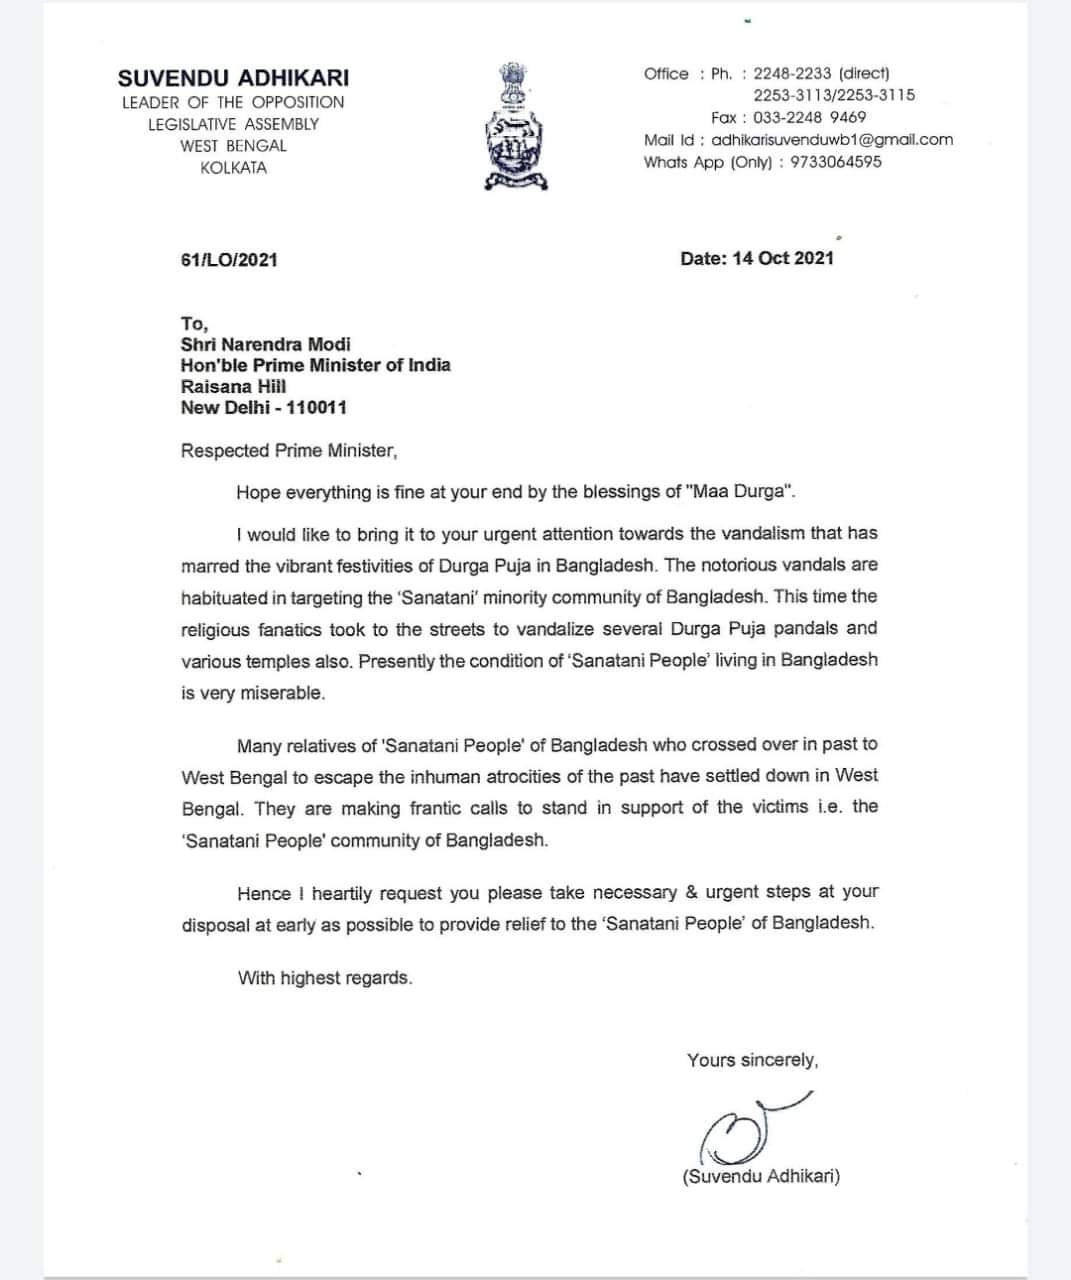 SUVENDU ADHIKARI
LEADER OF THE OPPOSITION
LEGISLATIVE ASSEMBLY
WEST BENGAL
KOLKATA
Office : Ph. : 2248-2233 (direct)
2253-3113/2253-3115
Fax : 033-2248 9469
Mail Id : adhikarisuvenduwb1@gmail.com
Whats App (Only) : 9733064595
61/LO/2021
Date: 14 Oct 2021
To,
Shri Narendra Modi
Hon'ble Prime Minister of India
Raisana Hill
New Delhi - 110011
Respected Prime Minister,
Hope everything is fine at your end by the blessings of "Maa Durga".
I would like to bring it to your urgent attention towards the vandalism that has
marred the vibrant festivities of Durga Puja in Bangladesh. The notorious vandals are
habituated in targeting the ‘Sanatani’ minority community of Bangladesh. This time the
religious fanatics took to the streets to vandalize several Durga Puja pandals and
various temples also. Presently the condition of ‘Sanatani People’ living in Bangladesh
is very miserable.
Many relatives of 'Sanatani People' of Bangladesh who crossed over in past to
West Bengal to escape the inhuman atrocities of the past have settled down in West
Bengal. They are making frantic calls to stand in support of the victims i.e. the
‘Sanatani People’ community of Bangladesh.
Hence I heartily request you please take necessary & urgent steps at your
disposal at early as possible to provide relief to the ‘Sanatani People’ of Bangladesh.
With highest regards.
Yours sincerely,
(Suvendu Adhikari)